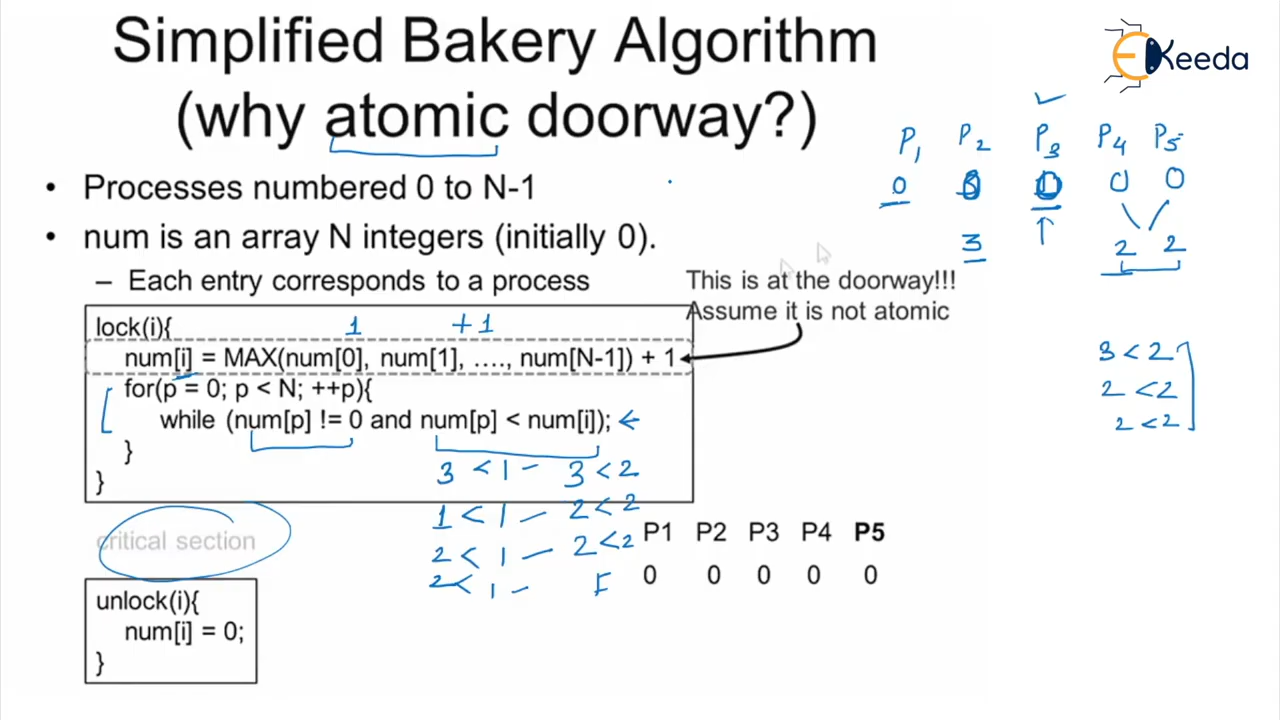 Simplified Bakery Algorithm
(why atomic doorway?)
EKeeda
• Processes numbered 0 to N-1
• num is an array N integers (initially 0).
– Each entry corresponds to a process
This is at the doorway!!!
Assume it is not atomic
P1 P2 P3 P4 P5
0 0 0
3 2 2
lock(i){
1 +1
num[i] = MAX(num[0], num[1], …., num[N-1]) + 1
for(p = 0; p < N; ++p){
while (num[p] != 0 and num[p] < num[i]);
}
}
3 < 2
2 < 2
2 < 2
3 < 1 – 3 < 2
1 < 1 – 2 < 2
2 < 1 – 2 < 2
2 < 1 – F
critical section
P1 P2 P3 P4 P5
0 0 0 0 0
unlock(i){
num[i] = 0;
}